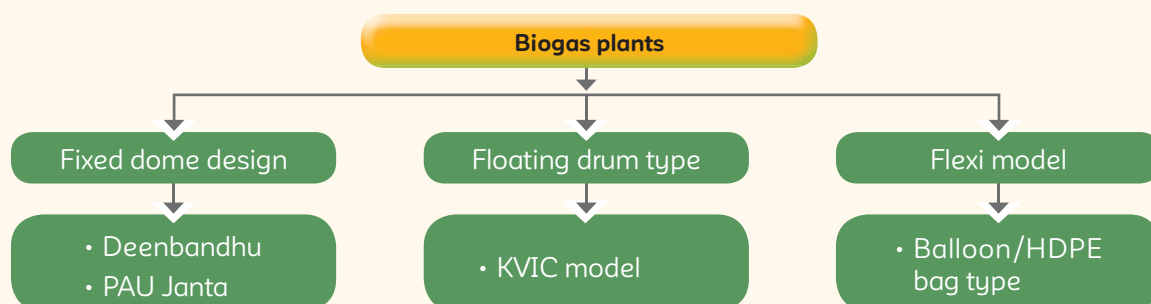 Biogas plants
Fixed dome design
Floating drum type
Flexi model
• Deenbandhu
• PAU Janta
• KVIC model
• Balloon/HDPE
bag type